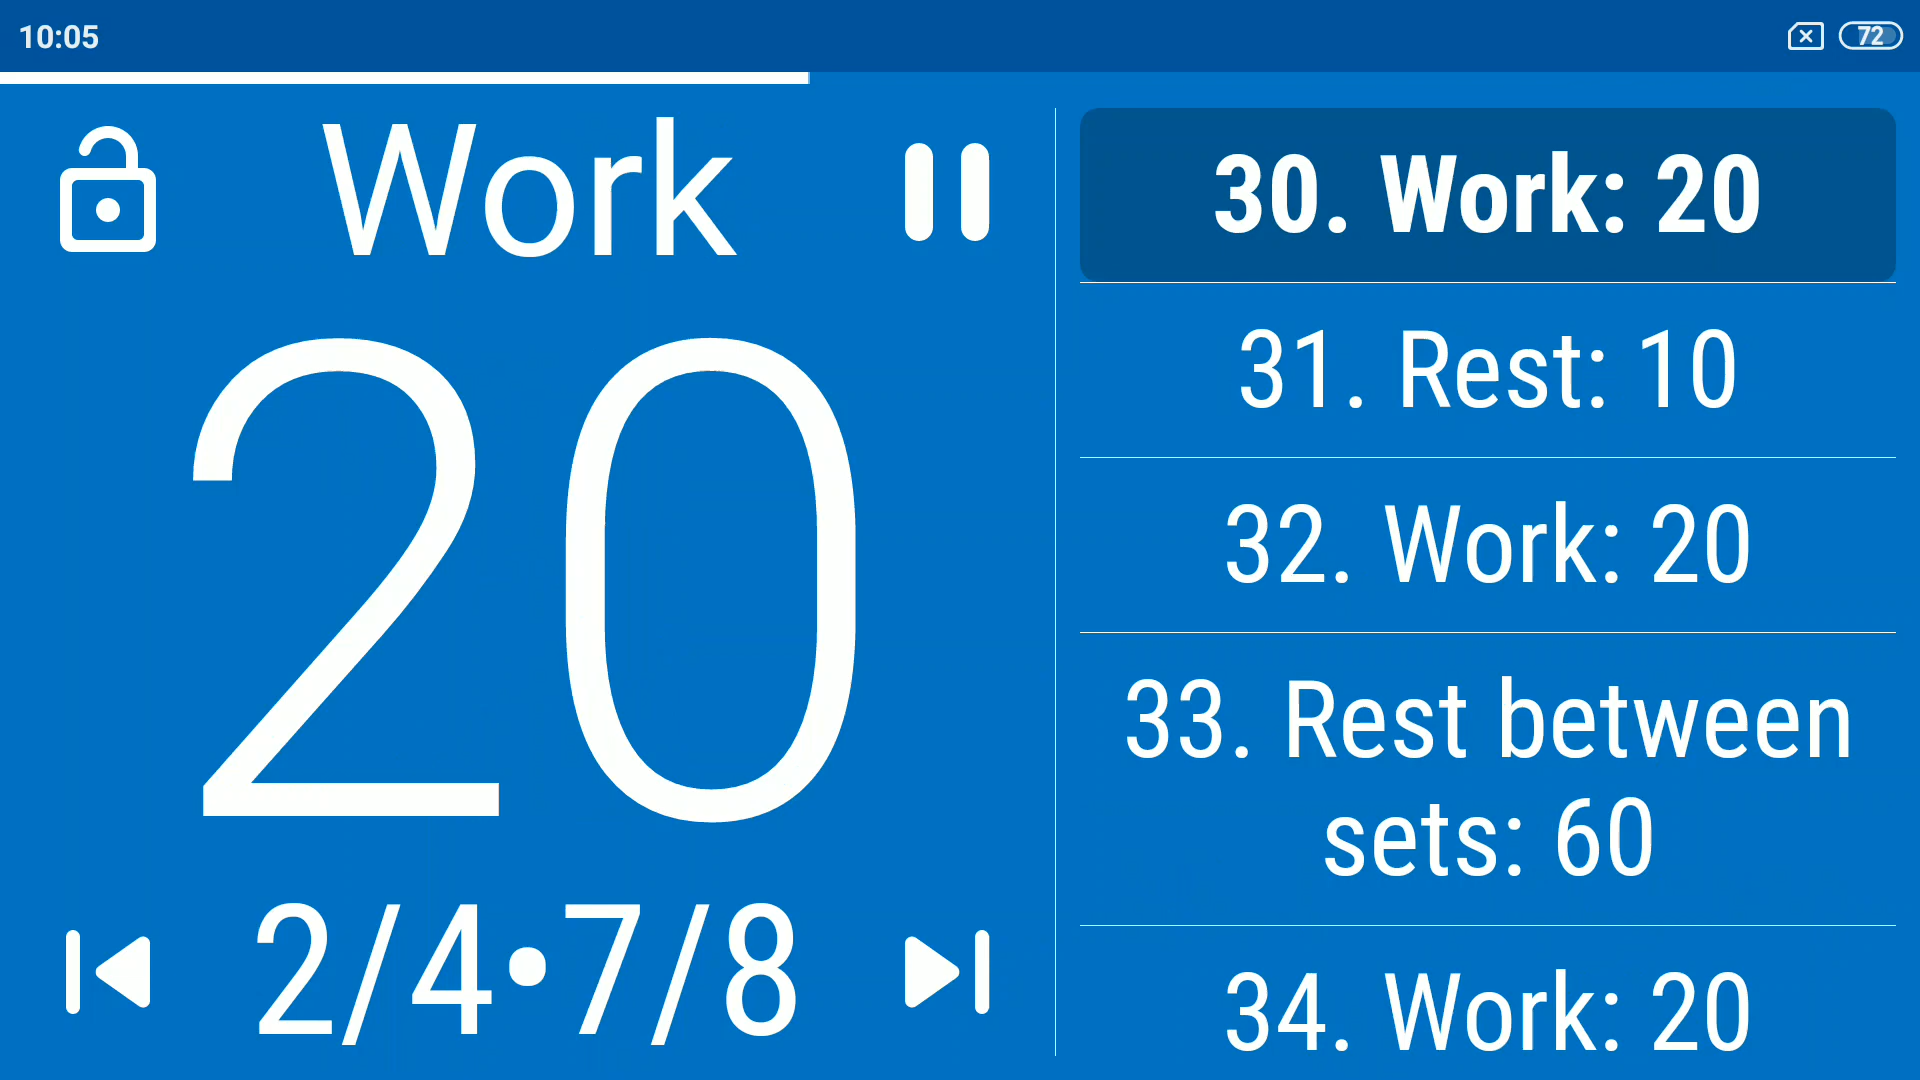 10:05
72
Work
20
2/4•7/8
30. Work: 20
31. Rest: 10
32. Work: 20
33. Rest between
sets: 60
34. Work: 20